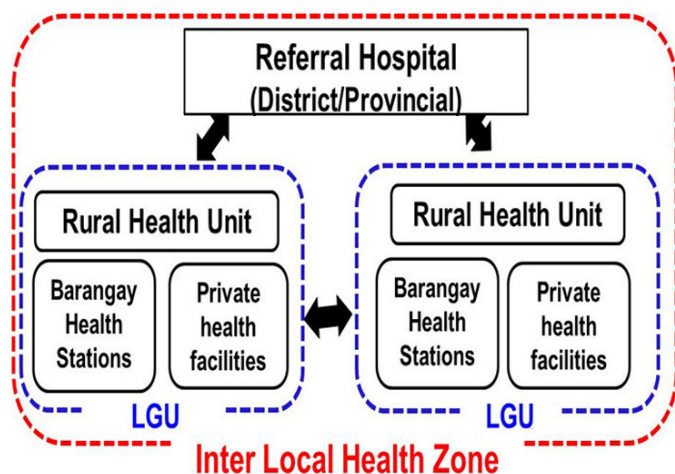 Referral Hospital
(District/Provincial)
Rural Health Unit
Barangay
Health
Stations
Private
health
facilities
LGU
Rural Health Unit
Barangay
Health
Stations
Private
health
facilities
LGU
Inter Local Health Zone